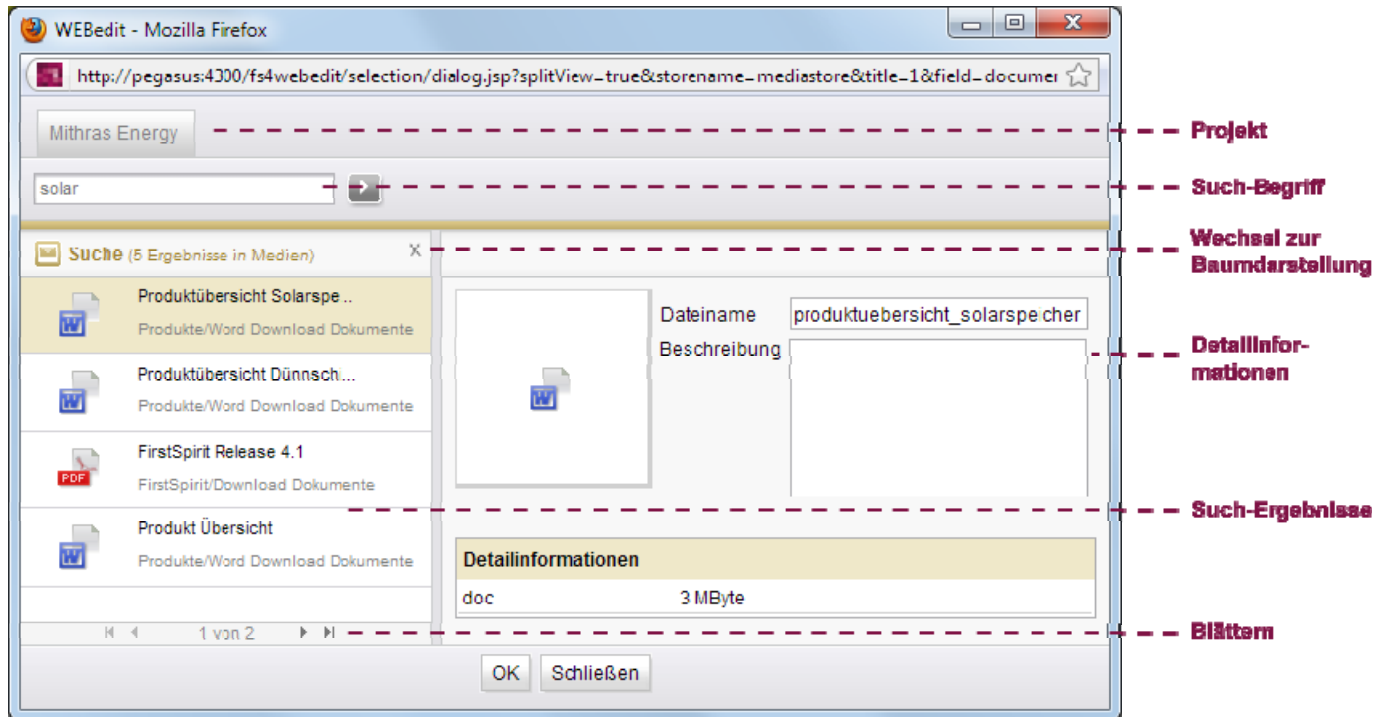 WEBedit - Mozilla Firefox
http://pegasus:4300/fs4webedit/selection/dialog.jsp?splitView=true&storename=mediastore&title=1&field=documer
Mithras Energy
Projekt
solar
Such-Begriff
Suche (5 Ergebnisse in Medien)
Wechsel zur
Baumdarstellung
Produktübersicht Solarspe...
Produkte/Word Download Dokumente
Produktübersicht Dünnschi...
Produkte/Word Download Dokumente
FirstSpirit Release 4.1
PDF
FirstSpirit/Download Dokumente
Produkt Übersicht
Produkte/Word Download Dokumente
1 von 2
Dateiname
produktuebersicht_solarspeicher
Beschreibung
Detailinfor-
mationen
Such-Ergebnisse
Detailinformationen
doc 3 MByte
Blättern
OK Schließen